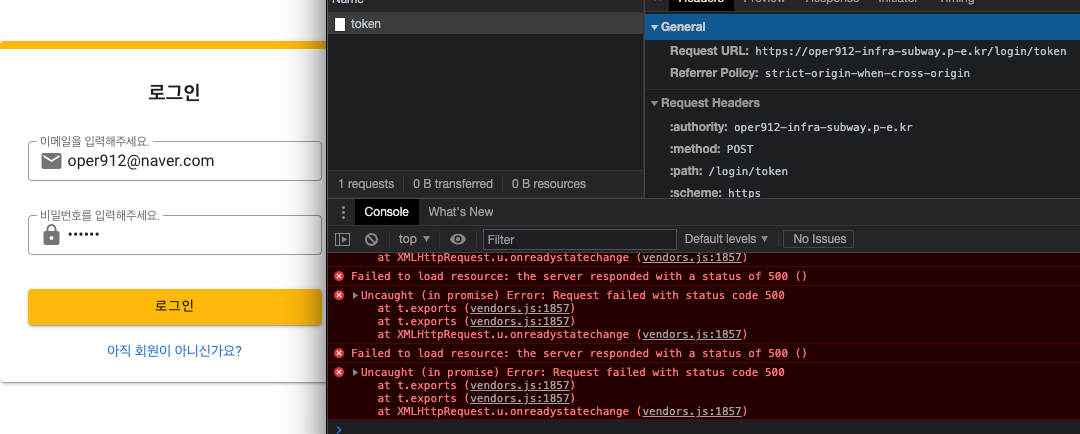 로그인
이메일을 입력해주세요.
oper912@naver.com
비밀번호를 입력해주세요.
••••••
로그인
아직 회원이 아니신가요?
Name
token
1 requests
0 B transferred
0 B resources
Headers
Preview
Response
Initiator
Timing
General
Request URL: https://oper912-infra-subway.p-e.kr/login/token
Referrer Policy: strict-origin-when-cross-origin
Request Headers
:authority: oper912-infra-subway.p-e.kr
:method: POST
:path: /login/token
:scheme: https
Console
What's New
top
Filter
Default levels
No Issues
at XMLHttpRequest.u.onreadystatechange (vendors.js:1857)
Failed to load resource: the server responded with a status of 500 ()
Uncaught (in promise) Error: Request failed with status code 500
at t.exports (vendors.js:1857)
at t.exports (vendors.js:1857)
at XMLHttpRequest.u.onreadystatechange (vendors.js:1857)
Failed to load resource: the server responded with a status of 500 ()
Uncaught (in promise) Error: Request failed with status code 500
at t.exports (vendors.js:1857)
at t.exports (vendors.js:1857)
at XMLHttpRequest.u.onreadystatechange (vendors.js:1857)